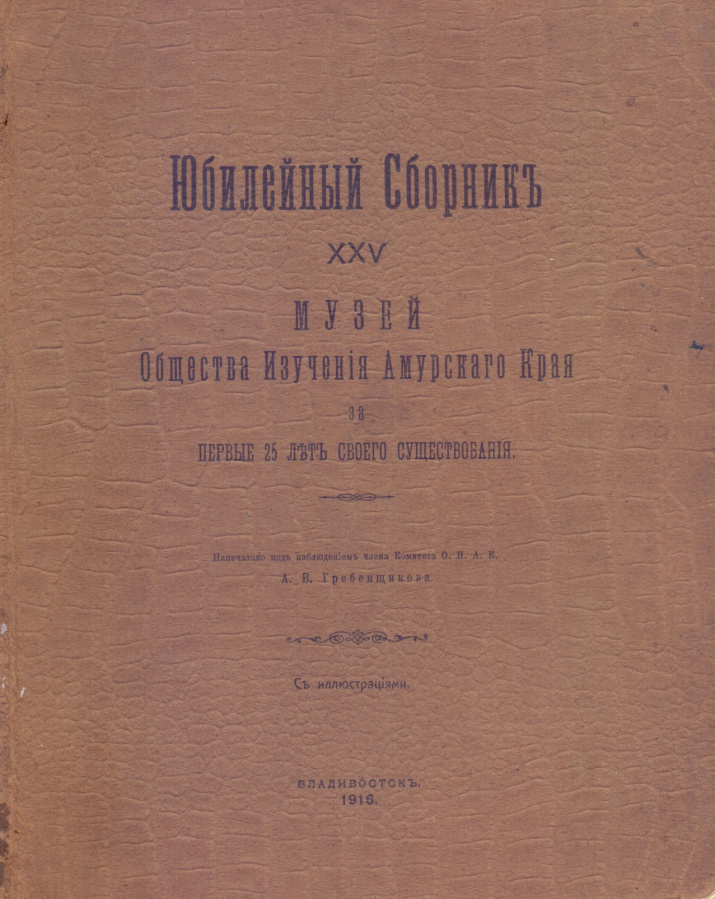 Юбилейный Сборникъ
XXV
МУЗЕЙ
Общества Изученія Амурскаго Края
за
ПЕРВЫЕ 25 ЛѢТЪ СВОЕГО СУЩЕСТВОВАНІЯ.
Напечатано подъ наблюденіемъ члена Комитета О. И. А. К.
А. В. Гребенщикова.
Съ иллюстраціями.
ВЛАДИВОСТОКЪ.
1916.